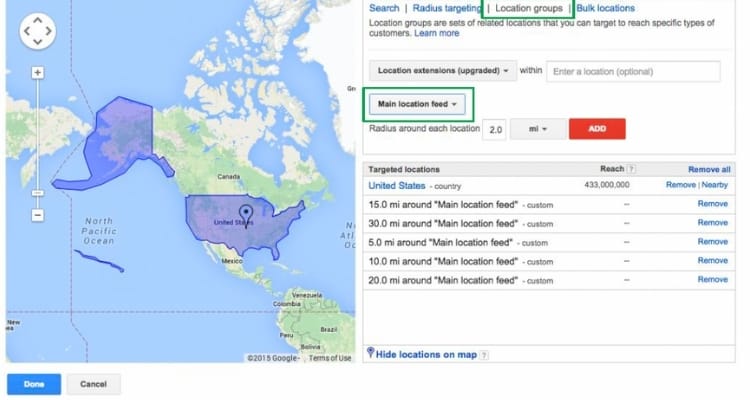 Search | Radius targeting | Location groups | Bulk locations
Location groups are sets of related locations that you can target to reach specific types of
customers. Learn more
Location extensions (upgraded) within Enter a location (optional)
Main location feed
Radius around each location 2.0 mi ADD
Targeted locations Reach ? Remove all
United States - country 433,000,000 Remove | Nearby
15.0 mi around "Main location feed" - custom -- Remove
30.0 mi around "Main location feed" - custom -- Remove
5.0 mi around "Main location feed" - custom -- Remove
10.0 mi around "Main location feed" - custom -- Remove
20.0 mi around "Main location feed" - custom -- Remove
Hide locations on map ?
Canada
United States
North
Pacific
Ocean
Mexico
Venezuela
Colombia
Peru
Brazil
Bolivia
New
©2015 Google - Terms of Use
Done Cancel